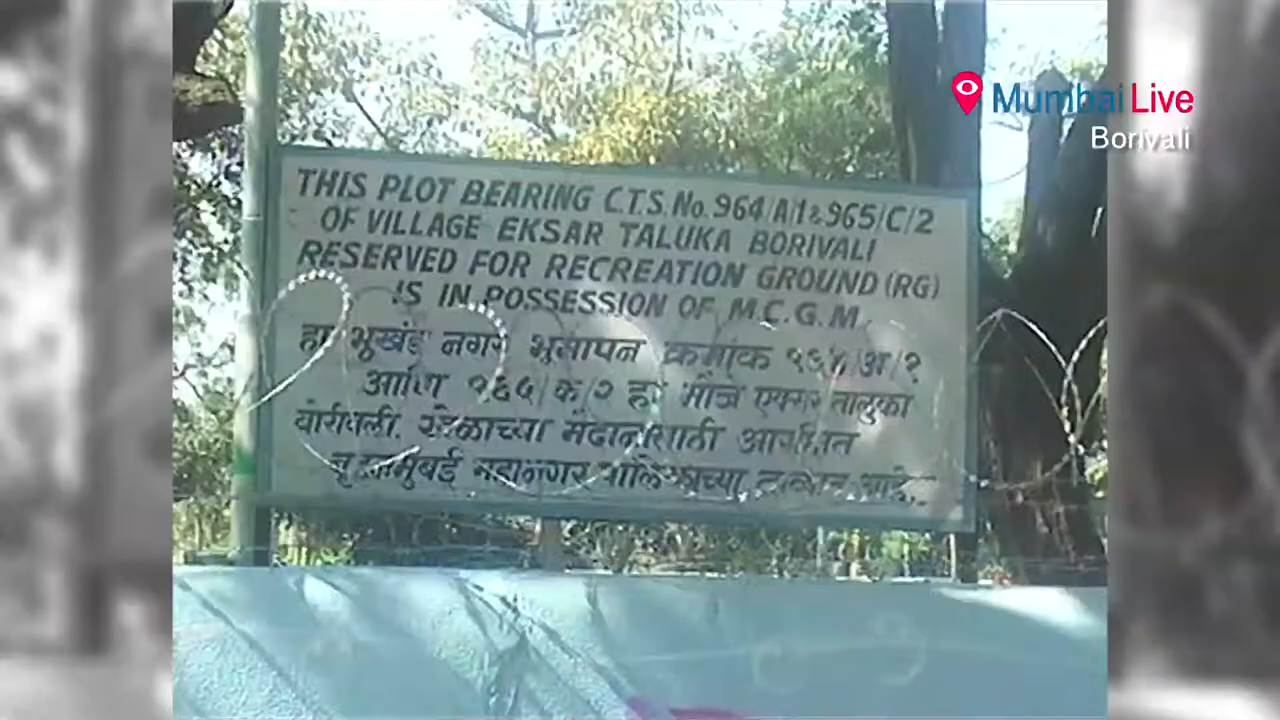 Mumbai Live
Borivali
THIS PLOT BEARING C.T.S. No. 964/A/1 & 965/C/2
OF VILLAGE EKSAR TALUKA BORIVALI
RESERVED FOR RECREATION GROUND (RG)
IS IN POSSESSION OF M.C.G.M.
हा भुखंड नगर भुमापन क्रमांक ९६४/अ/१
आणि ९६५/क/२ हा मौजे एक्सर तालुका
बोरीवली. खेळाच्या मैदानासाठी आरक्षित
बृहन्मुंबई महानगर पालिकेच्या